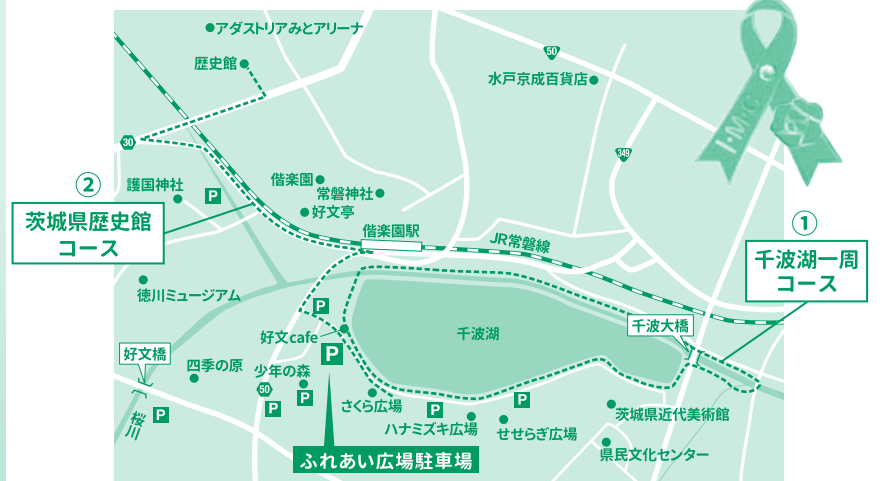 アダストリアみとアリーナ
歴史館
50
水戸京成百貨店
I・M・C
30
349
②
茨城県歴史館
コース
護国神社
P
偕楽園
常磐神社
好文亭
偕楽園駅
JR常磐線
①
千波湖一周
コース
徳川ミュージアム
P
好文cafe
P
千波湖
千波大橋
好文橋
四季の原
少年の森
50
P
P
P
桜川
さくら広場
P
ハナミズキ広場
P
せせらぎ広場
茨城県近代美術館
県民文化センター
ふれあい広場駐車場